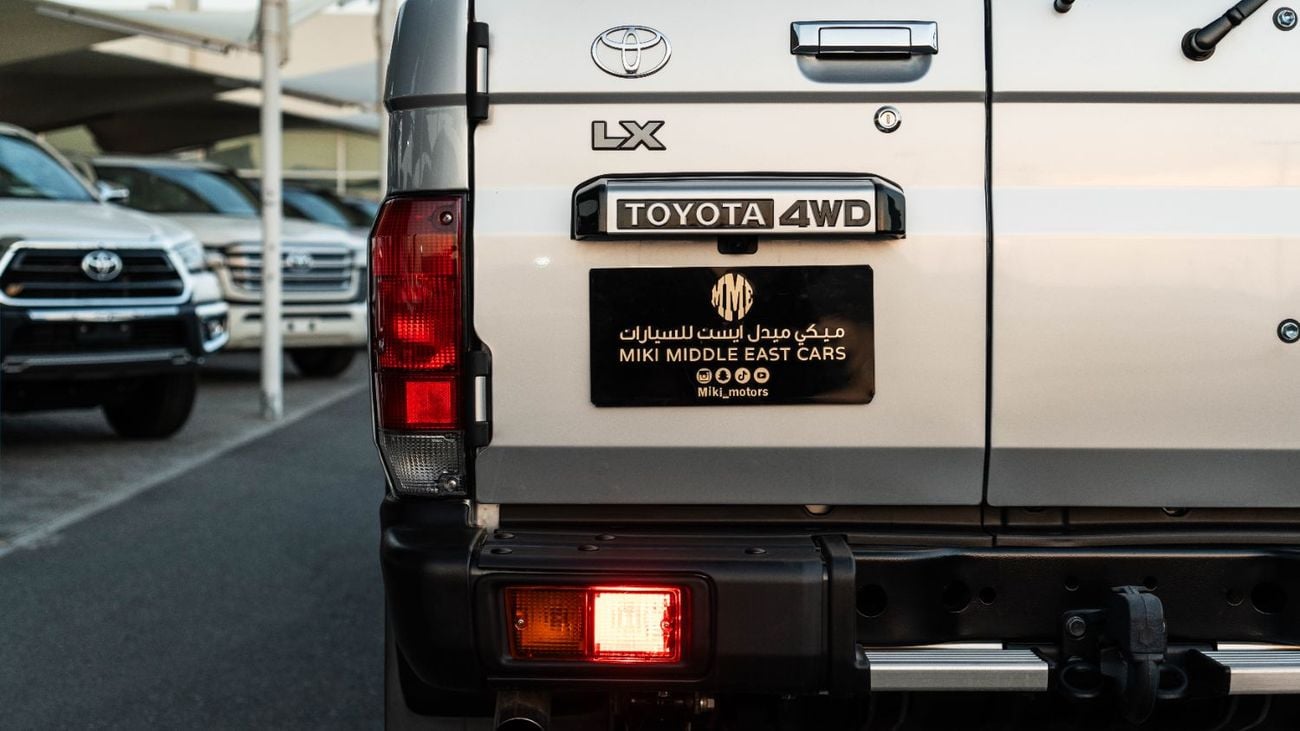 LX
TOYOTA 4WD
MME
ميكي ميدل ايست للسيارات
MIKI MIDDLE EAST CARS
Miki_motors